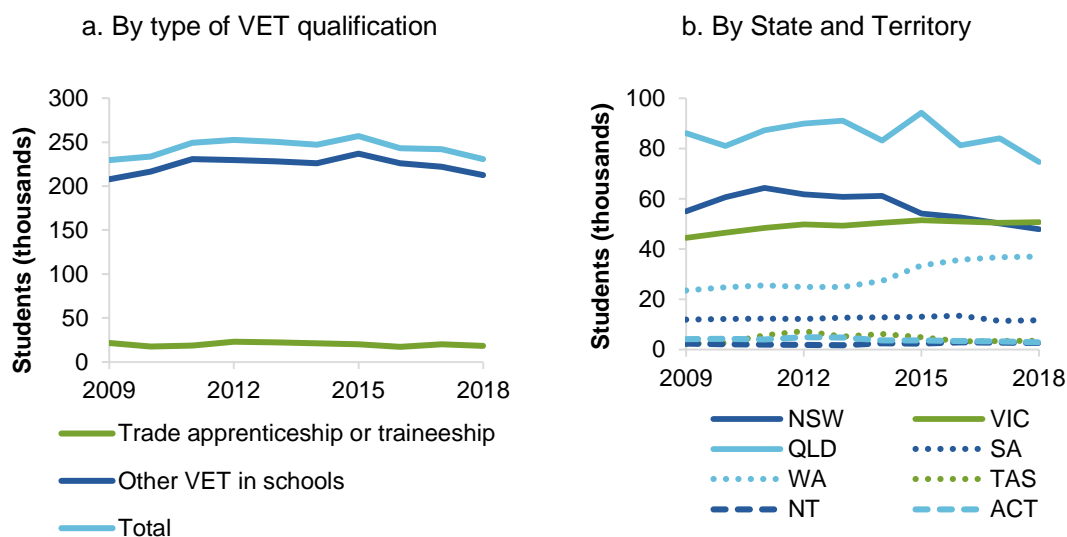 a. By type of VET qualification
Students (thousands)
300
250
200
150
100
50
0
2009 2012 2015 2018
Trade apprenticeship or traineeship
Other VET in schools
Total
b. By State and Territory
Students (thousands)
100
80
60
40
20
0
2009 2012 2015 2018
NSW VIC
QLD SA
WA TAS
NT ACT